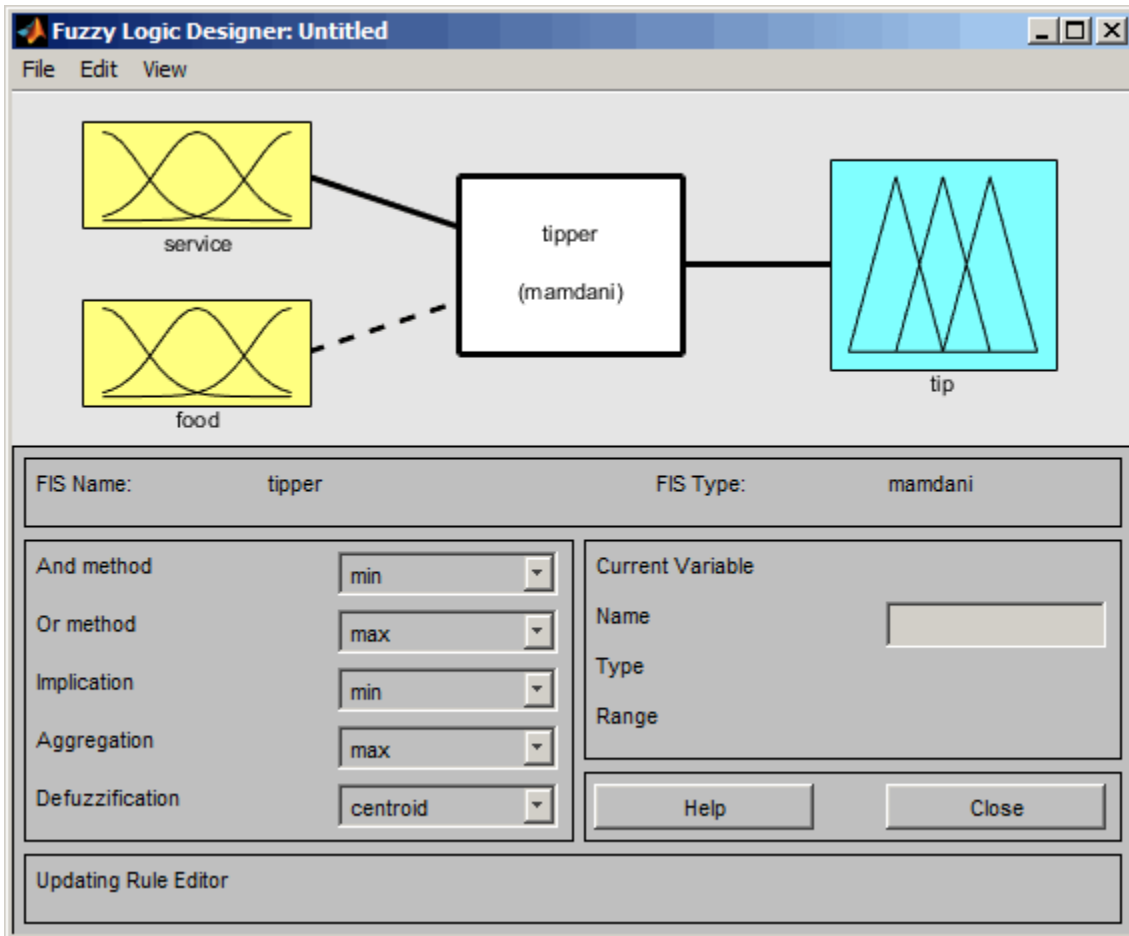 Fuzzy Logic Designer: Untitled
File Edit View
service
food
tipper
(mamdani)
tip
FIS Name: tipper FIS Type: mamdani
And method min
Or method max
Implication min
Aggregation max
Defuzzification centroid
Current Variable
Name
Type
Range
Help Close
Updating Rule Editor